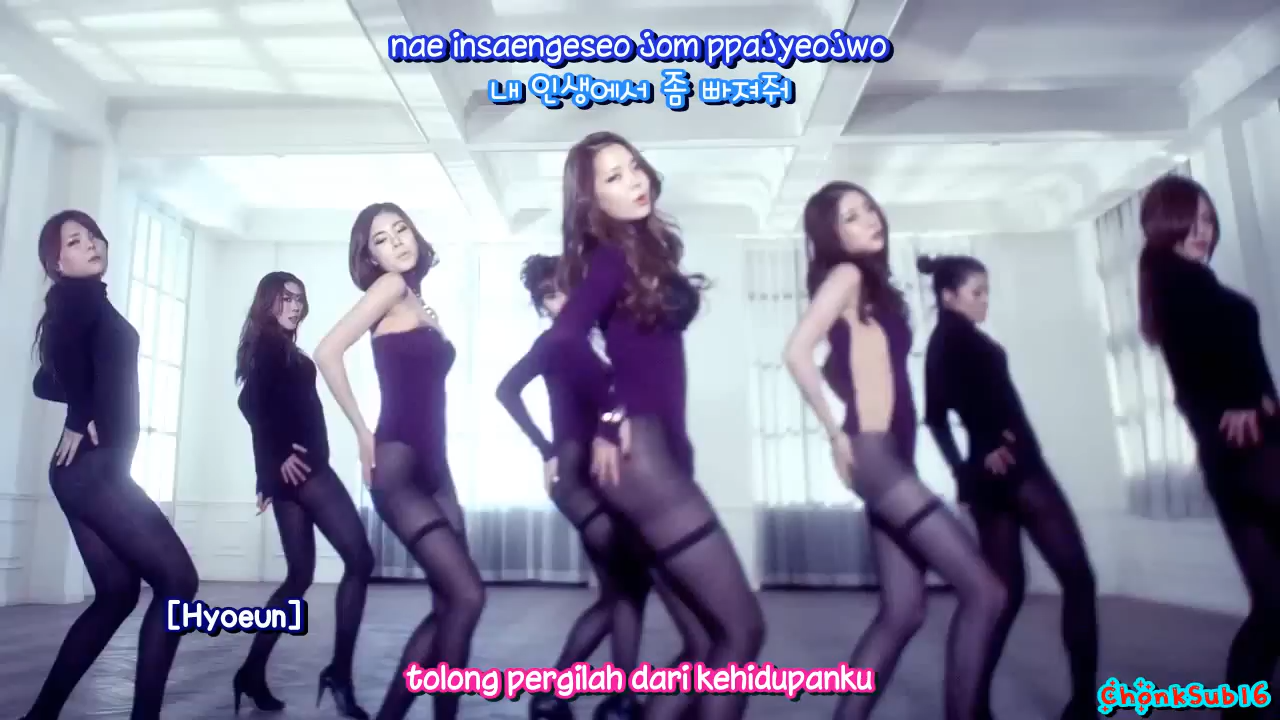 nae insaengeseo jom ppajyeojwo
내 인생에서 좀 빠져줘
[Hyoeun]
tolong pergilah dari kehidupanku
ChonkSub16